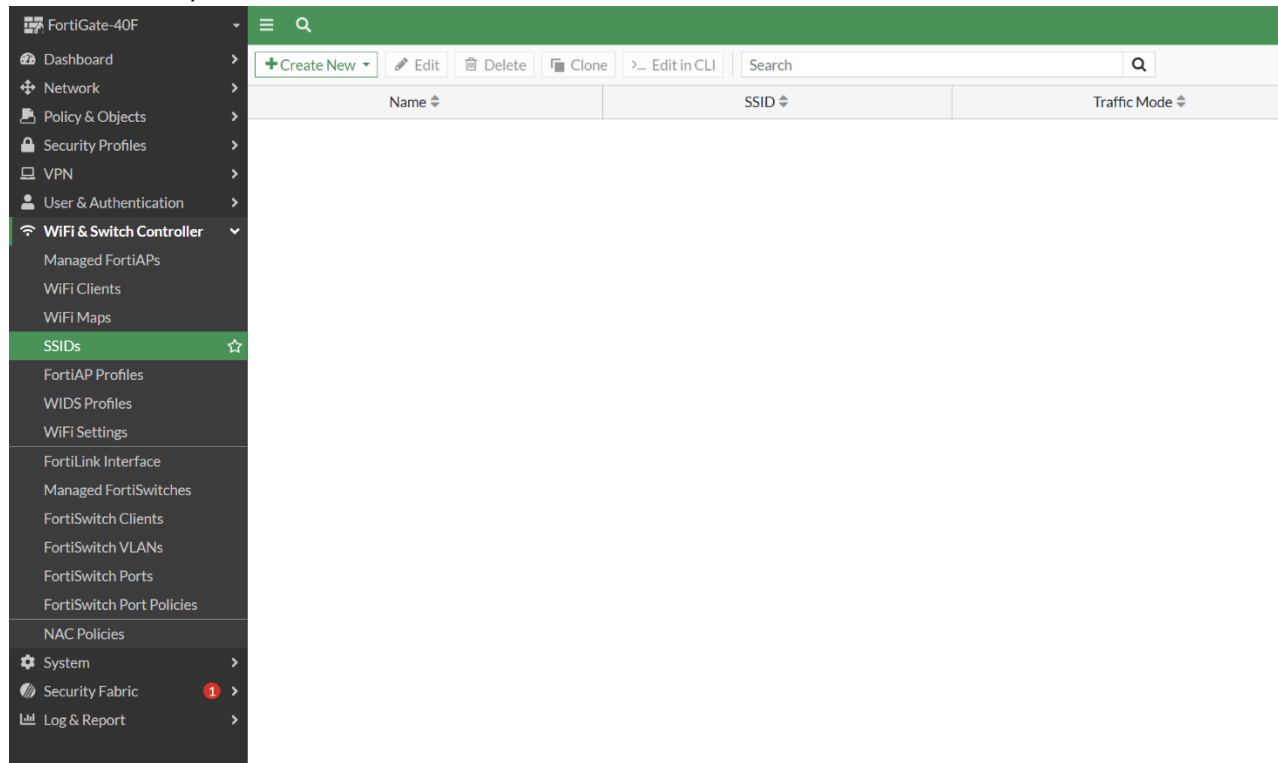 FortiGate-40F
Dashboard
Network
Policy & Objects
Security Profiles
VPN
User & Authentication
WiFi & Switch Controller
Managed FortiAPs
WiFi Clients
WiFi Maps
SSIDs
FortiAP Profiles
WIDS Profiles
WiFi Settings
FortiLink Interface
Managed FortiSwitches
FortiSwitch Clients
FortiSwitch VLANs
FortiSwitch Ports
FortiSwitch Port Policies
NAC Policies
System
Security Fabric 1
Log & Report
+ Create New Edit Delete Clone >_ Edit in CLI Search
Name SSID Traffic Mode